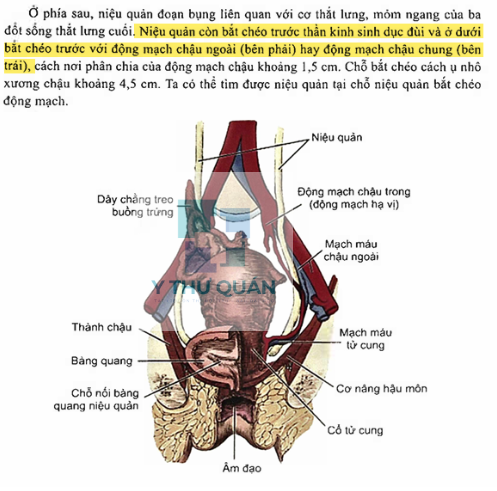 Ở phía sau, niệu quản đoạn bụng liên quan với cơ thắt lưng, mỏm ngang của ba
đốt sống thắt lưng cuối. Niệu quản còn bắt chéo trước thần kinh sinh dục đùi và ở dưới
bắt chéo trước với động mạch chậu ngoài (bên phải) hay động mạch chậu chung (bên
trái), cách nơi phân chia của động mạch chậu khoảng 1,5 cm. Chỗ bắt chéo cách ụ nhô
xương chậu khoảng 4,5 cm. Ta có thể tìm được niệu quản tại chỗ niệu quản bắt chéo
động mạch.
Niệu quản
Dây chằng treo
buồng trứng
Động mạch chậu trong
(động mạch hạ vị)
Mạch máu
chậu ngoài
Y THƯ QUÁN
Thành chậu
Bàng quang
Chỗ nối bàng
quang niệu quản
Mạch máu
tử cung
Cơ nâng hậu môn
Cổ tử cung
Âm đạo